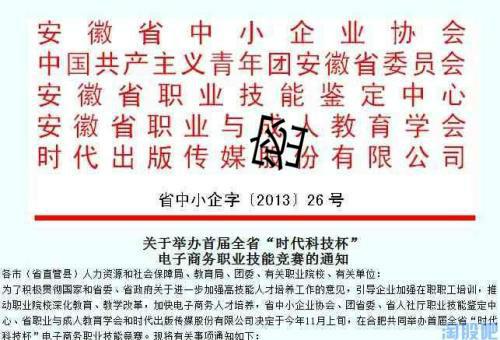 安徽省中小企业协会
中国共产主义青年团安徽省委员会
安徽省职业技能鉴定中心
安徽省职业与成人教育学会
时代出版传媒股份有限公司
省中小企字〔2013〕26号
关于举办首届全省“时代科技杯”
电子商务职业技能竞赛的通知
各市（省直管县）人力资源和社会保障局、教育局、团委、有关职业院校、有关单位：
为了积极贯彻国家和省委、省政府关于进一步加强高技能人才培养工作的意见，引导企业加强在职职工培训，推
动职业院校深化教育、教学改革，加快电子商务人才培养，省中小企业协会、团省委、省人社厅职业技能鉴定中
心、省职业与成人教育学会和时代出版传媒股份有限公司决定于今年11月上旬，在合肥共同举办首届全省“时代
科技杯”电子商务职业技能竞赛。现将有关事项通知如下：
淘股吧